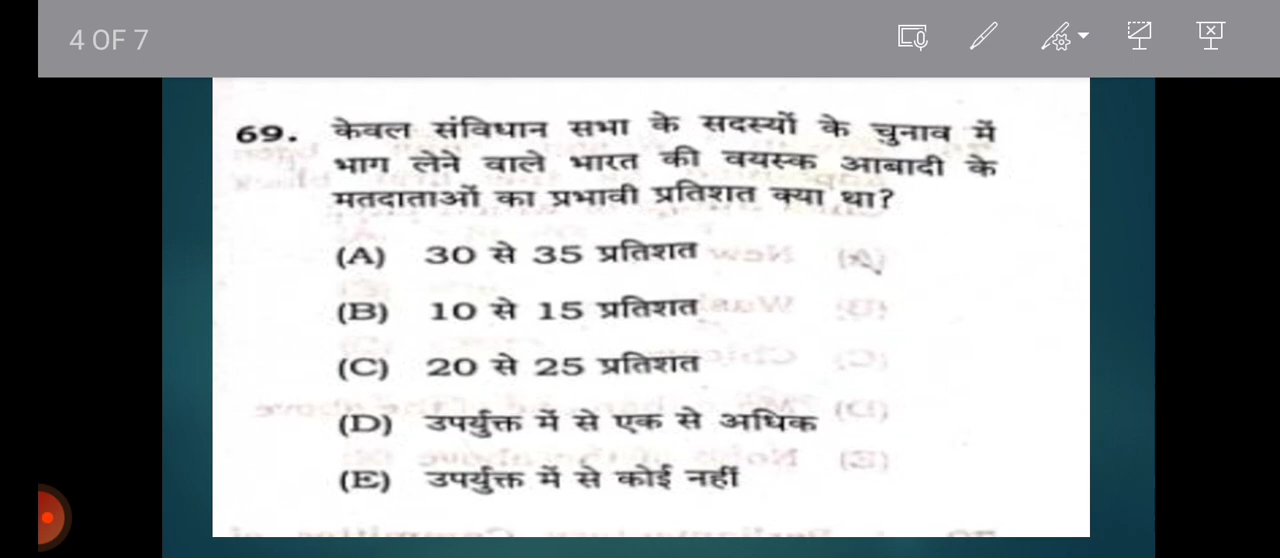 4 OF 7
69. केवल संविधान सभा के सदस्यों के चुनाव में
भाग लेने वाले भारत की वयस्क आबादी के
मतदाताओं का प्रभावी प्रतिशत क्या था?
(A) 30 से 35 प्रतिशत
(B) 10 से 15 प्रतिशत
(C) 20 से 25 प्रतिशत
(D) उपर्युक्त में से एक से अधिक
(E) उपर्युक्त में से कोई नहीं